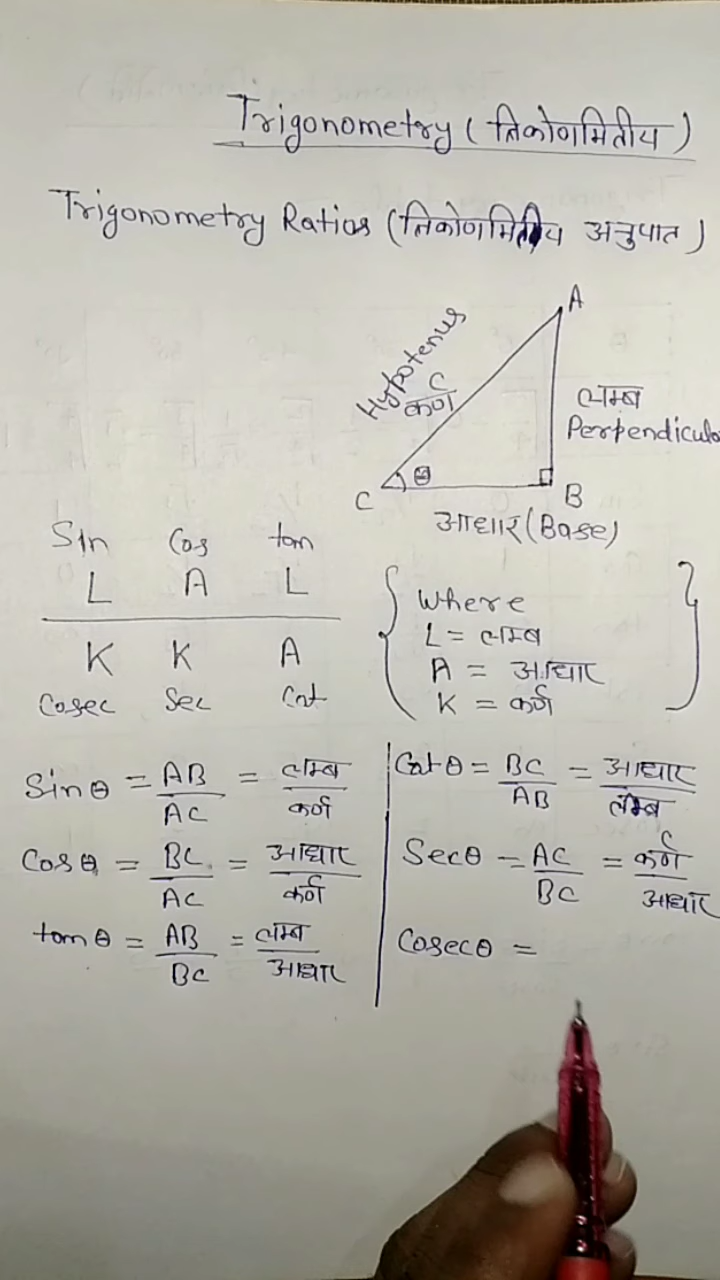 Trigonometry (त्रिकोणमितीय)
Trigonometry Ratios (त्रिकोणमितीय अनुपात)
A
Hypotenus
कर्ण
लम्ब
Perpendicula
C
θ
B
आधार (Base)
Sin Cos tan
L A L
K K A
Cosec Sec Cot
Where
L = लम्ब
A = आधार
K = कर्ण
Sinθ = AB/AC = लम्ब/कर्ण
Cosθ = BC/AC = आधार/कर्ण
tanθ = AB/BC = लम्ब/आधार
Cotθ = BC/AB = आधार/लम्ब
Secθ = AC/BC = कर्ण/आधार
Cosecθ =